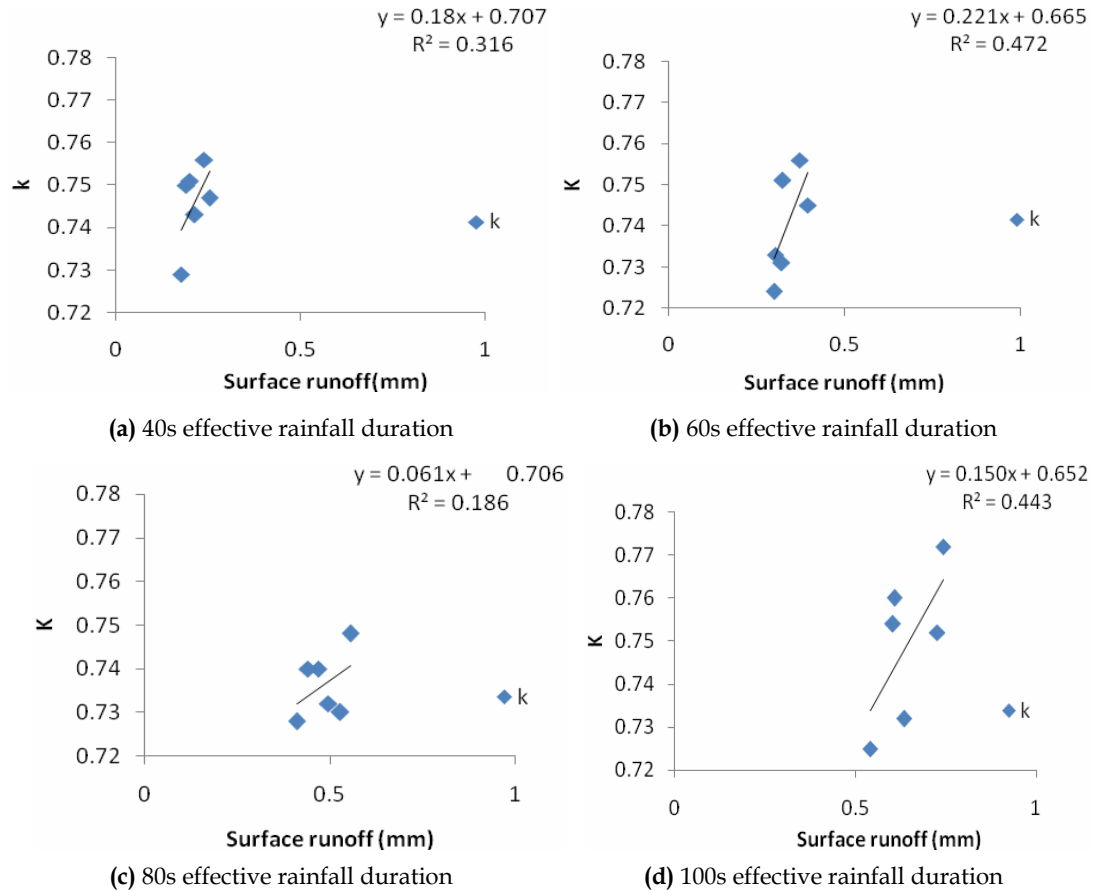 y = 0.18x + 0.707
R² = 0.316
0.78
0.77
0.76
0.75
0.74
0.73
0.72
k
k
0
0.5
1
Surface runoff(mm)
(a) 40s effective rainfall duration
y = 0.221x + 0.665
R² = 0.472
0.78
0.77
0.76
0.75
0.74
0.73
0.72
K
k
0
0.5
1
Surface runoff (mm)
(b) 60s effective rainfall duration
y = 0.061x + 0.706
R² = 0.186
0.78
0.77
0.76
0.75
0.74
0.73
0.72
K
k
0
0.5
1
Surface runoff (mm)
(c) 80s effective rainfall duration
y = 0.150x + 0.652
R² = 0.443
0.78
0.77
0.76
0.75
0.74
0.73
0.72
K
k
0
0.5
1
Surface runoff (mm)
(d) 100s effective rainfall duration